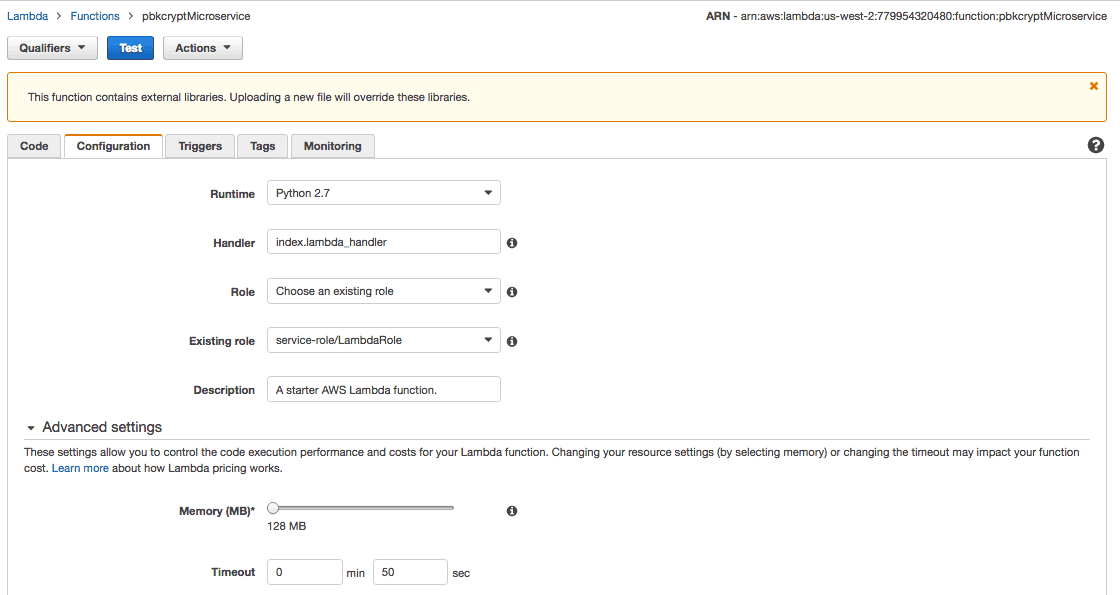 Lambda > Functions > pbkcryptMicroservice ARN - arn:aws:lambda:us-west-2:779954320480:function:pbkcryptMicroservice
Qualifiers Test Actions
This function contains external libraries. Uploading a new file will override these libraries.
Code Configuration Triggers Tags Monitoring
Runtime Python 2.7
Handler index.lambda_handler
Role Choose an existing role
Existing role service-role/LambdaRole
Description A starter AWS Lambda function.
Advanced settings
These settings allow you to control the code execution performance and costs for your Lambda function. Changing your resource settings (by selecting memory) or changing the timeout may impact your function
cost. Learn more about how Lambda pricing works.
Memory (MB)*
128 MB
Timeout 0 min 50 sec